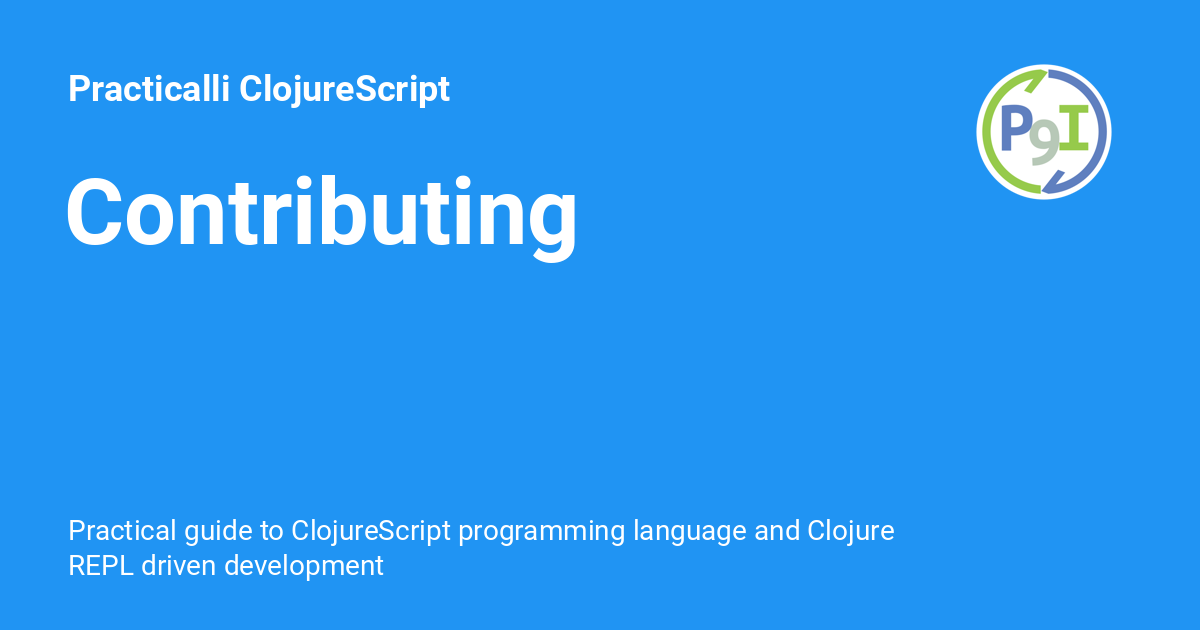 Practicalli ClojureScript
P9I
Contributing
Practical guide to ClojureScript programming language and Clojure
REPL driven development